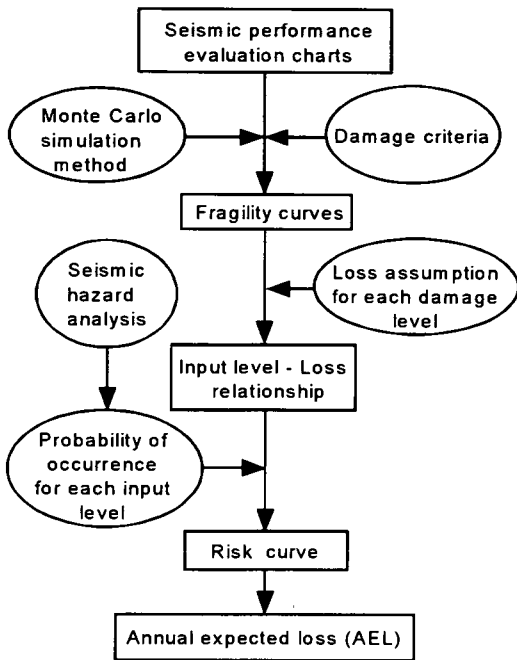 Seismic performance
evaluation charts
Monte Carlo
simulation
method
Damage criteria
Fragility curves
Seismic
hazard
analysis
Loss assumption
for each damage
level
Input level - Loss
relationship
Probability of
occurrence
for each input
level
Risk curve
Annual expected loss (AEL)